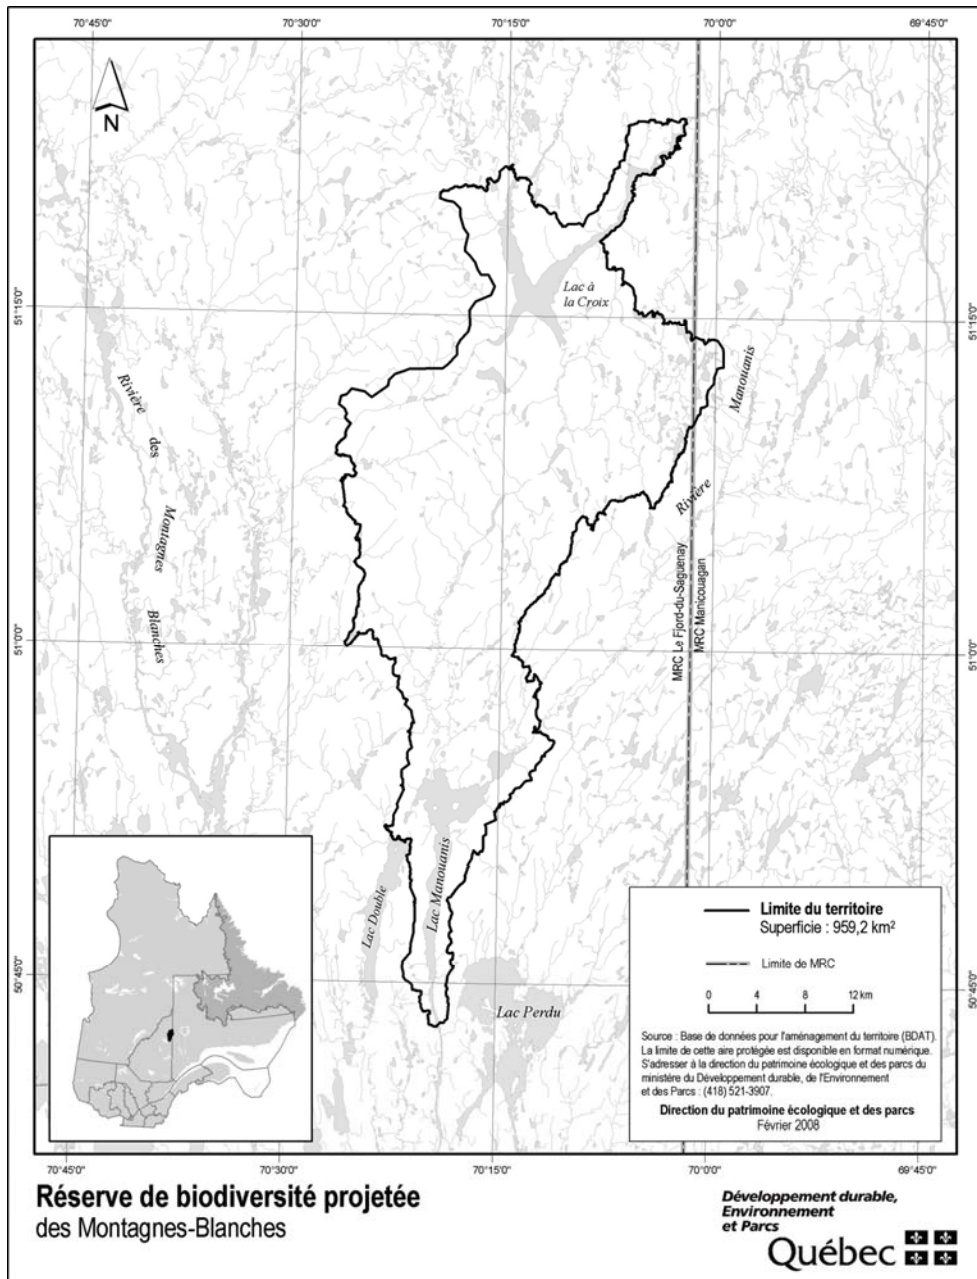 70°45'0"
70°30'0"
70°15'0"
70°0'0"
69°45'0"
N
51°15'0"
51°15'0"
Lac à
la Croix
Manouanis
Rivière
Rivière
des
Montagnes
Blanches
MRC Le Fjord-du-Saguenay
MRC Manicouagan
51°0'0"
51°0'0"
Lac Double
Lac Manouanis
Lac Perdu
50°45'0"
50°45'0"
Limite du territoire
Superficie : 959,2 km²
Limite de MRC
0 4 8 12 km
Source : Base de données pour l'aménagement du territoire (BDAT).
La limite de cette aire protégée est disponible en format numérique.
S'adresser à la direction du patrimoine écologique et des parcs du
ministère du Développement durable, de l'Environnement
et des Parcs : (418) 521-3907.
Direction du patrimoine écologique et des parcs
Février 2008
70°45'0"
70°30'0"
70°15'0"
70°0'0"
69°45'0"
Réserve de biodiversité projetée
des Montagnes-Blanches
Développement durable,
Environnement
et Parcs
Québec